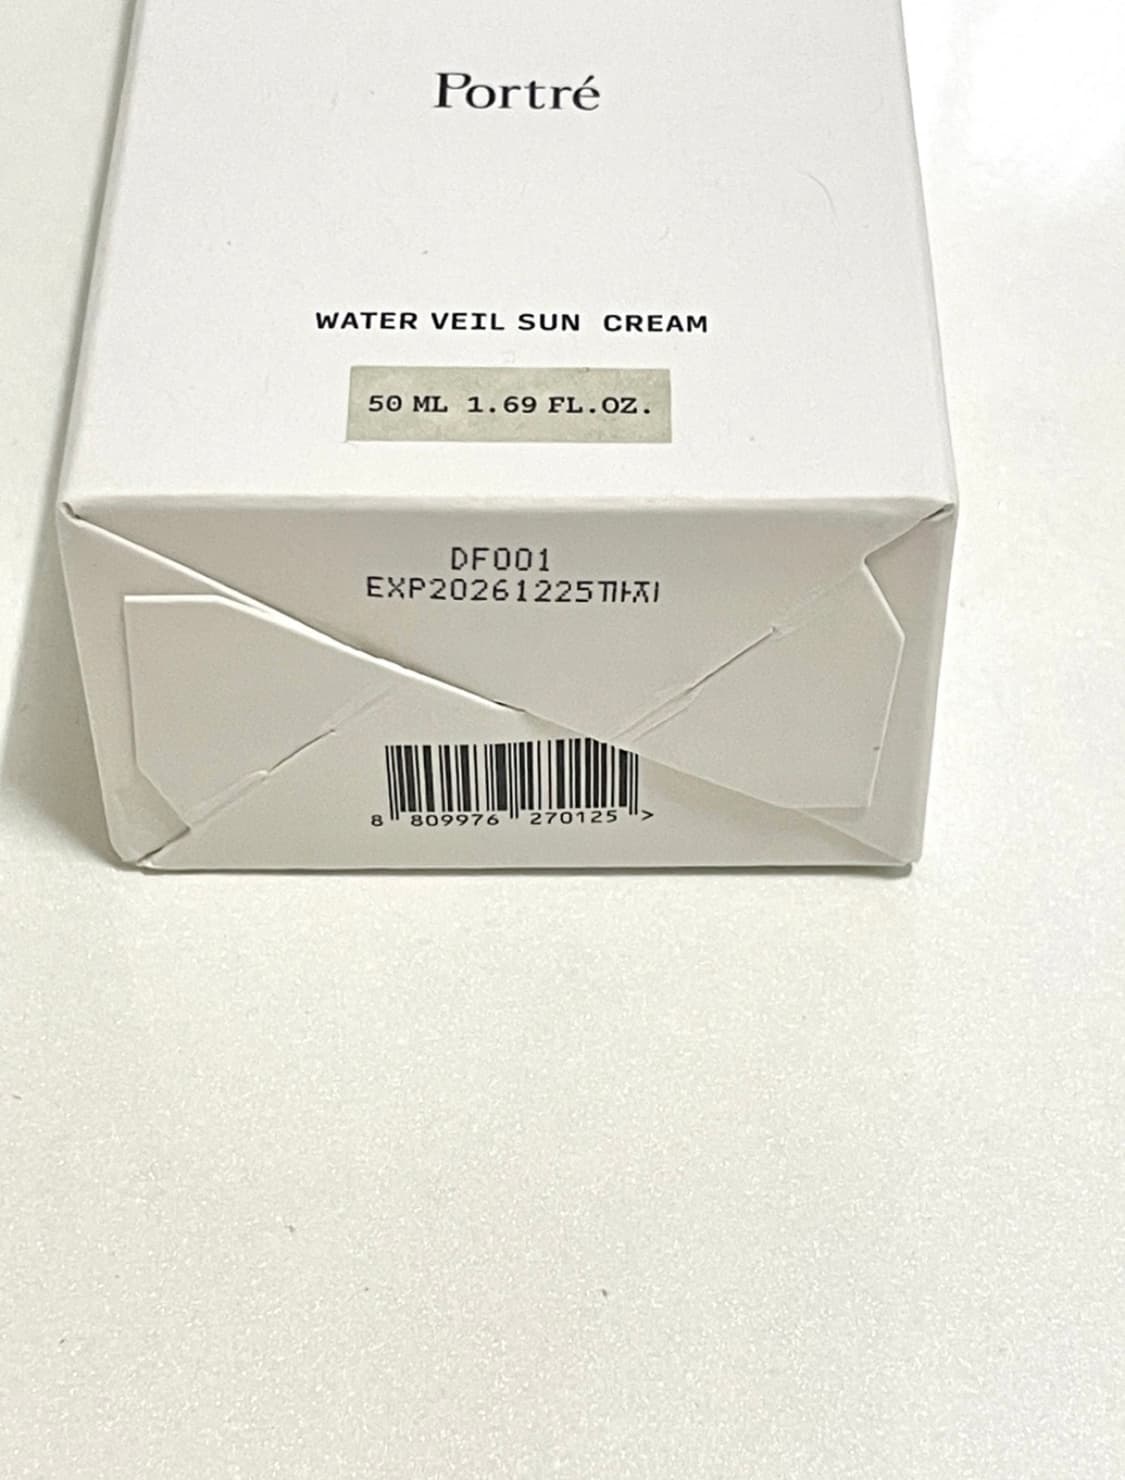 Portré
WATER VEIL SUN CREAM
50 ML 1.69 FL.OZ.
DF001
EXP20261225까지
8 809976 270125 >